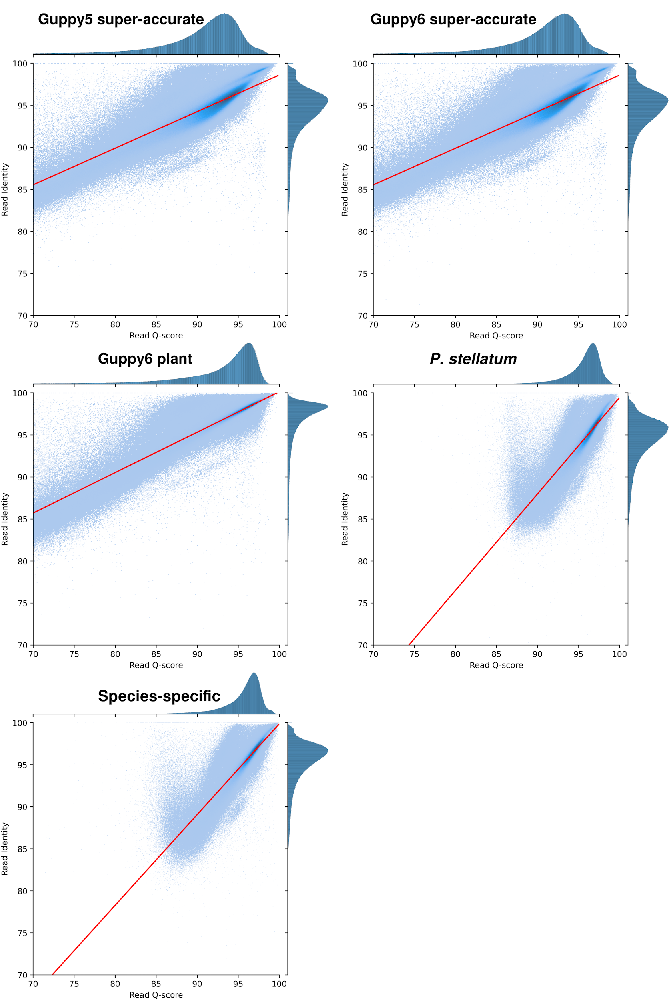 Guppy5 super-accurate
Guppy6 super-accurate
100
95
90
85
80
75
70
Read Identity
70 75 80 85 90 95 100
Read Q-score
100
95
90
85
80
75
70
Read Identity
70 75 80 85 90 95 100
Read Q-score
Guppy6 plant
P. stellatum
100
95
90
85
80
75
70
Read Identity
70 75 80 85 90 95 100
Read Q-score
100
95
90
85
80
75
70
Read Identity
70 75 80 85 90 95 100
Read Q-score
Species-specific
100
95
90
85
80
75
70
Read Identity
70 75 80 85 90 95 100
Read Q-score